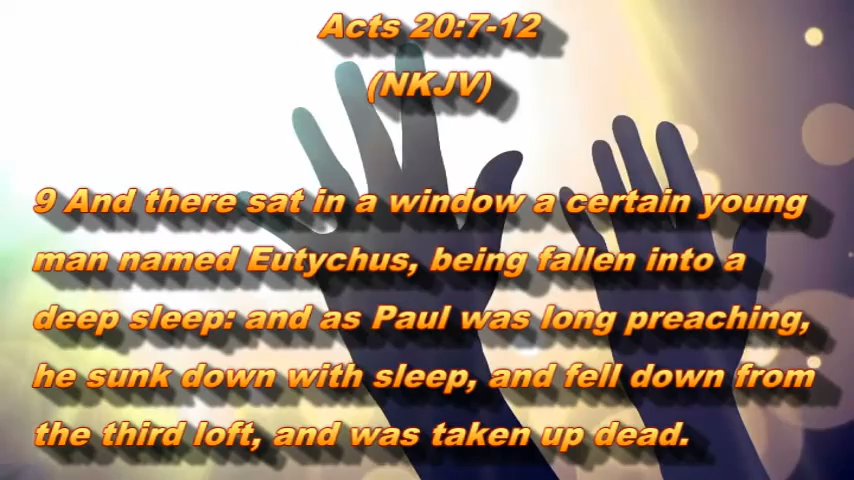 Acts 20:7-12
(NKJV)
9 And there sat in a window a certain young
man named Eutychus, being fallen into a
deep sleep: and as Paul was long preaching,
he sunk down with sleep, and fell down from
the third loft, and was taken up dead.